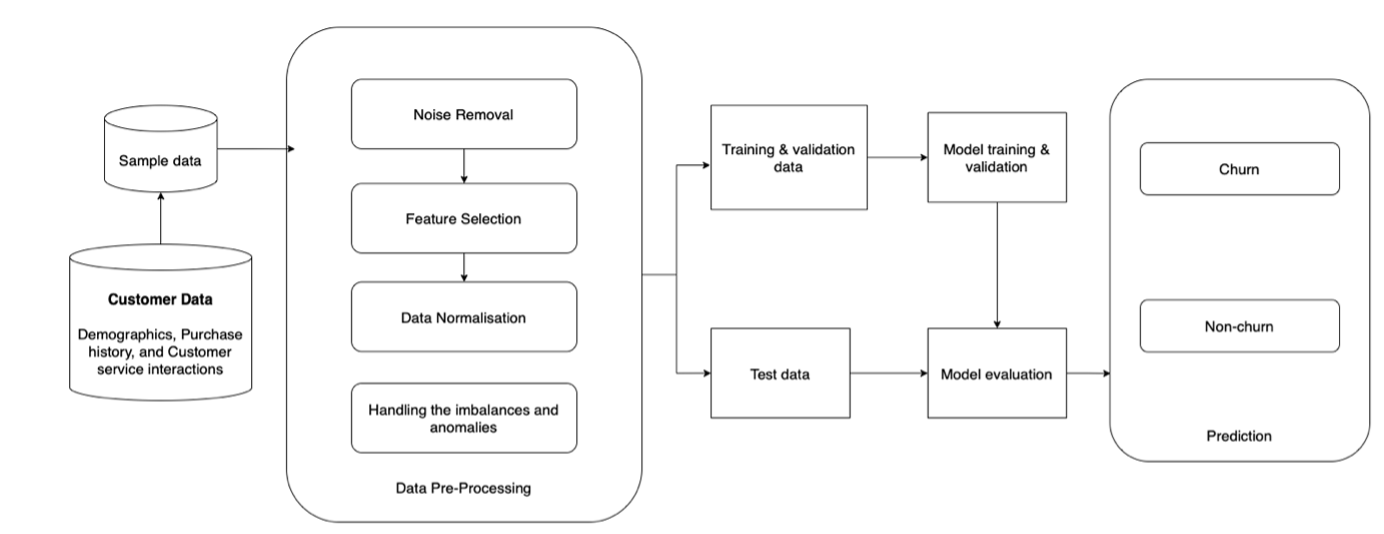 Sample data
Customer Data
Demographics, Purchase
history, and Customer
service interactions
Noise Removal
Feature Selection
Data Normalisation
Handling the imbalances and
anomalies
Data Pre-Processing
Training & validation
data
Model training &
validation
Test data
Model evaluation
Churn
Non-churn
Prediction